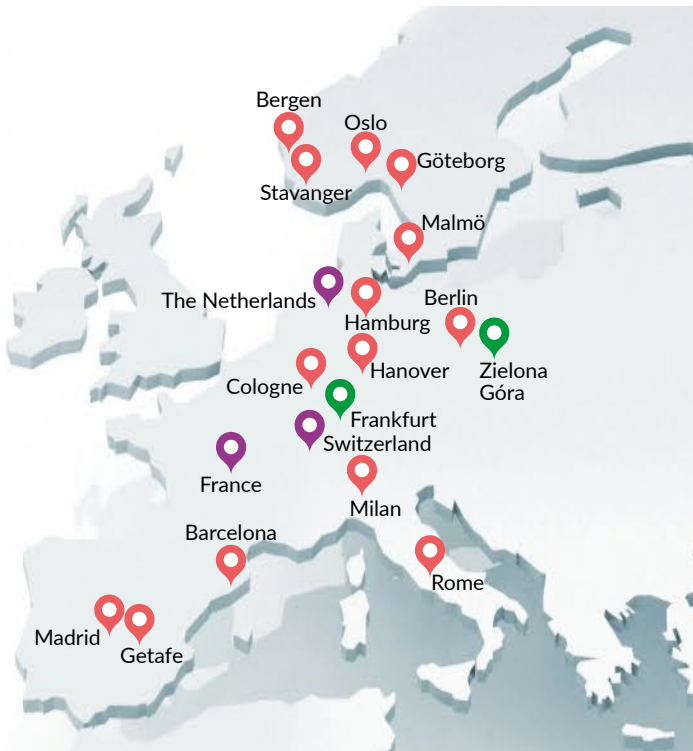 Bergen
Oslo
Göteborg
Stavanger
Malmö
The Netherlands
Berlin
Hamburg
Hanover
Zielona
Góra
Cologne
Frankfurt
Switzerland
France
Milan
Barcelona
Rome
Madrid
Getafe